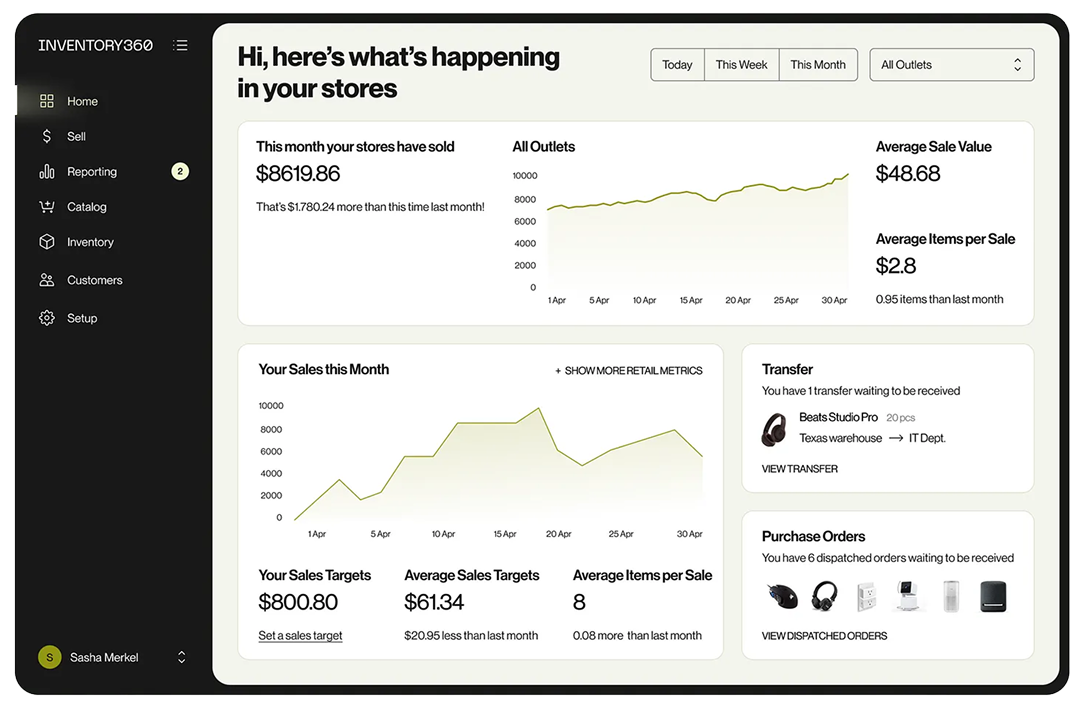 INVENTORY360
Home
Sell
Reporting
2
Catalog
Inventory
Customers
Setup
S
Sasha Merkel
Hi, here's what's happening
in your stores
Today
This Week
This Month
All Outlets
This month your stores have sold
$8619.86
That's $1.780.24 more than this time last month!
All Outlets
10000
8000
6000
4000
2000
0
1 Apr
5 Apr
10 Apr
15 Apr
20 Apr
25 Apr
30 Apr
Average Sale Value
$48.68
Average Items per Sale
$2.8
0.95 items than last month
Your Sales this Month
+ SHOW MORE RETAIL METRICS
10000
8000
6000
4000
2000
0
1 Apr
5 Apr
10 Apr
15 Apr
20 Apr
25 Apr
30 Apr
Your Sales Targets
$800.80
Set a sales target
Average Sales Targets
$61.34
$20.95 less than last month
Average Items per Sale
8
0.08 more than last month
Transfer
You have 1 transfer waiting to be received
Beats Studio Pro 20 pcs
Texas warehouse → IT Dept.
VIEW TRANSFER
Purchase Orders
You have 6 dispatched orders waiting to be received
VIEW DISPATCHED ORDERS